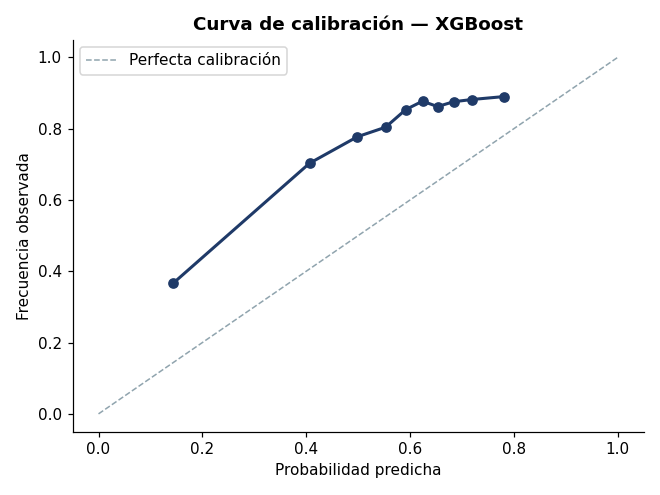 Curva de calibración — XGBoost
Perfecta calibración
1.0
0.8
0.6
0.4
0.2
0.0
Frecuencia observada
0.0 0.2 0.4 0.6 0.8 1.0
Probabilidad predicha